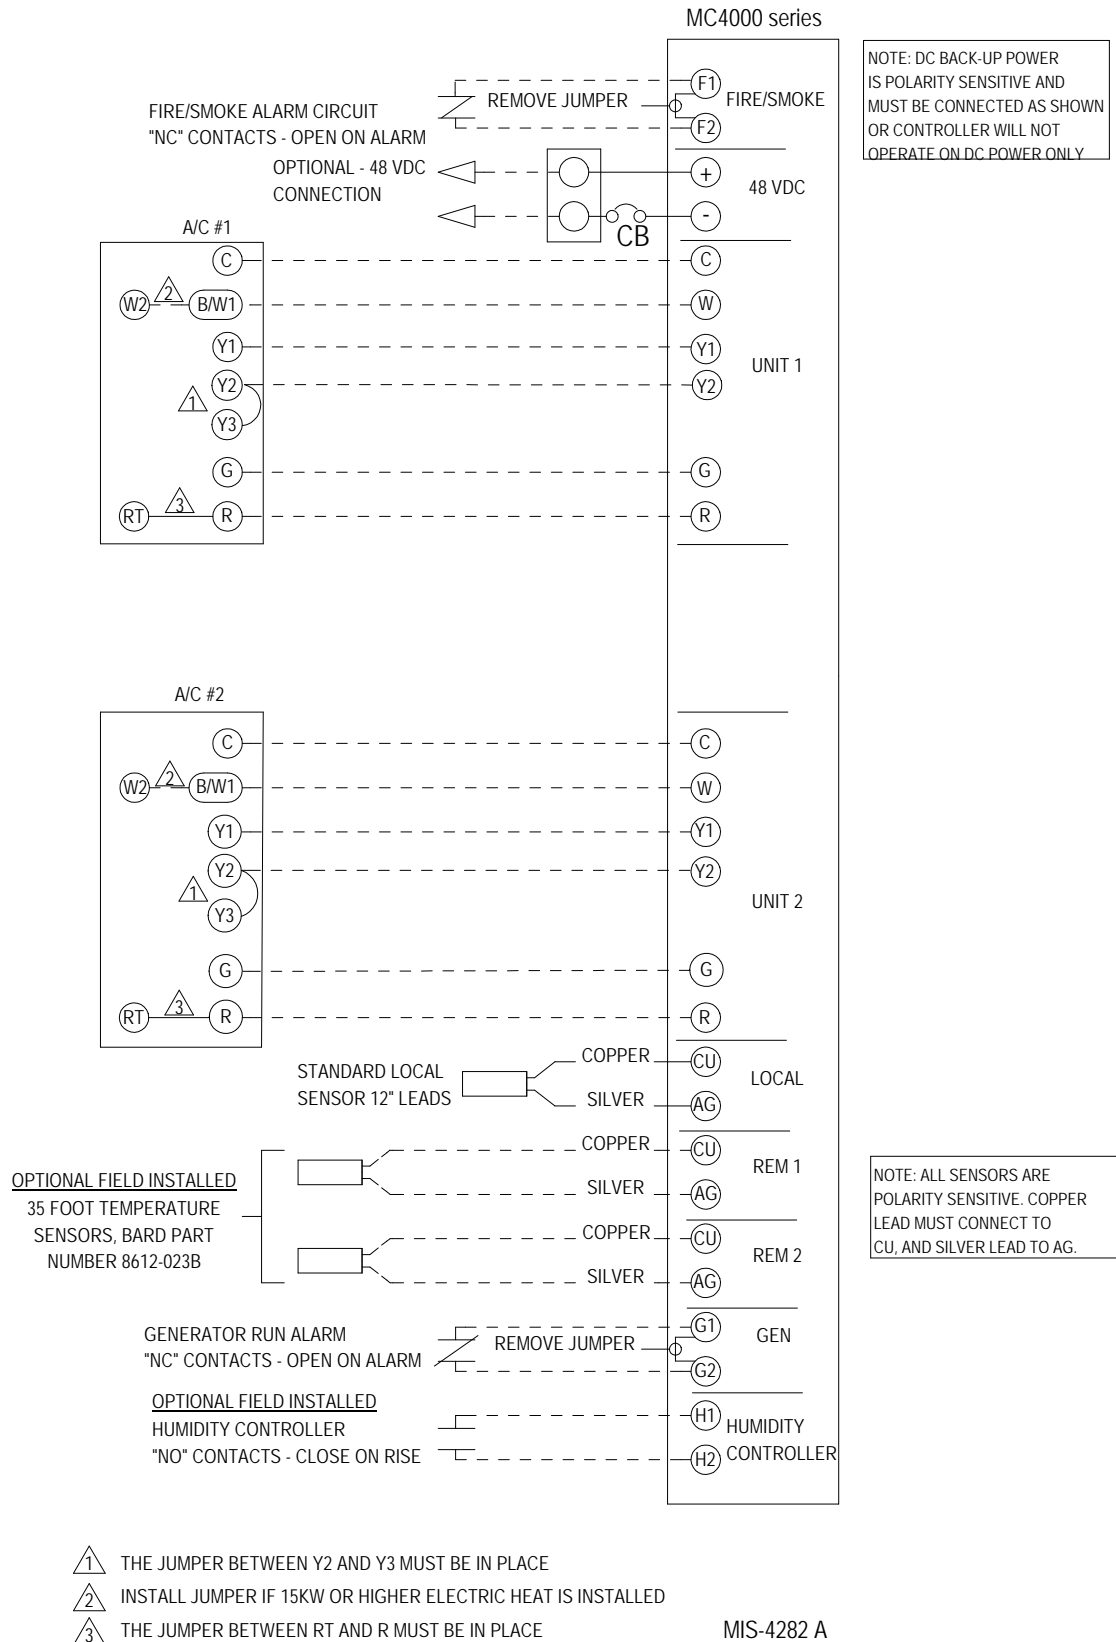 MC4000 series
NOTE: DC BACK-UP POWER
IS POLARITY SENSITIVE AND
MUST BE CONNECTED AS SHOWN
OR CONTROLLER WILL NOT
OPERATE ON DC POWER ONLY
FIRE/SMOKE ALARM CIRCUIT
"NC" CONTACTS - OPEN ON ALARM
REMOVE JUMPER
F1
FIRE/SMOKE
F2
OPTIONAL - 48 VDC
CONNECTION
+
48 VDC
-
CB
A/C #1
C
C
W2
2
B/W1
W
Y1
Y1
UNIT 1
Y2
Y2
1
Y3
G
G
RT
3
R
R
A/C #2
C
C
W2
2
B/W1
W
Y1
Y1
Y2
Y2
1
Y3
UNIT 2
G
G
RT
3
R
R
STANDARD LOCAL
SENSOR 12" LEADS
COPPER
CU
LOCAL
SILVER
AG
OPTIONAL FIELD INSTALLED
35 FOOT TEMPERATURE
SENSORS, BARD PART
NUMBER 8612-023B
COPPER
CU
REM 1
SILVER
AG
COPPER
CU
REM 2
SILVER
AG
NOTE: ALL SENSORS ARE
POLARITY SENSITIVE. COPPER
LEAD MUST CONNECT TO
CU, AND SILVER LEAD TO AG.
GENERATOR RUN ALARM
"NC" CONTACTS - OPEN ON ALARM
REMOVE JUMPER
G1
GEN
G2
OPTIONAL FIELD INSTALLED
HUMIDITY CONTROLLER
"NO" CONTACTS - CLOSE ON RISE
H1
HUMIDITY
CONTROLLER
H2
1 THE JUMPER BETWEEN Y2 AND Y3 MUST BE IN PLACE
2 INSTALL JUMPER IF 15KW OR HIGHER ELECTRIC HEAT IS INSTALLED
3 THE JUMPER BETWEEN RT AND R MUST BE IN PLACE
MIS-4282 A